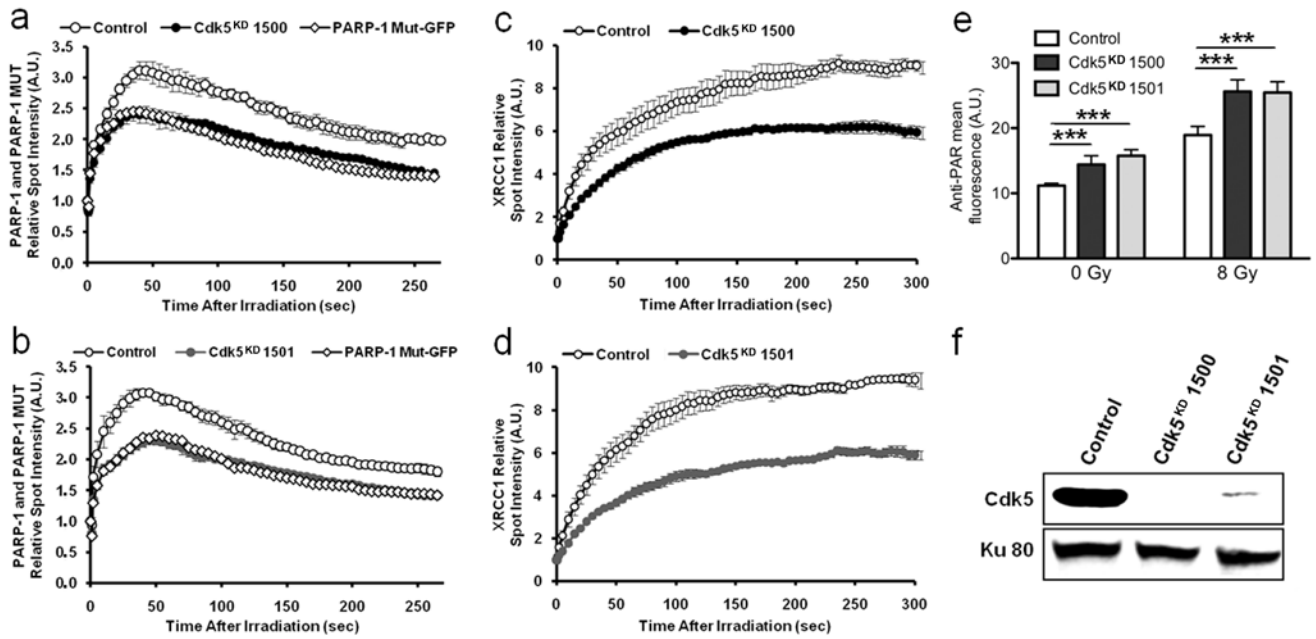 a
Control Cdk5KD 1500 PARP-1 Mut-GFP
PARP-1 and PARP-1 MUT
Relative Spot Intensity (A.U.)
3.5
3.0
2.5
2.0
1.5
1.0
0.5
0.0
0 50 100 150 200 250
Time After Irradiation (sec)
b
Control Cdk5KD 1501 PARP-1 Mut-GFP
PARP-1 and PARP-1 MUT
Relative Spot Intensity (A.U.)
3.5
3.0
2.5
2.0
1.5
1.0
0.5
0.0
0 50 100 150 200 250
Time After Irradiation (sec)
c
Control Cdk5KD 1500
XRCC1 Relative
Spot Intensity (A.U.)
10
8
6
4
2
0
0 50 100 150 200 250 300
Time After Irradiation (sec)
d
Control Cdk5KD 1501
XRCC1 Relative
Spot Intensity (A.U.)
10
8
6
4
2
0
0 50 100 150 200 250 300
Time After Irradiation (sec)
e
Control
Cdk5KD 1500
Cdk5KD 1501
Anti-PAR mean
fluorescence (A.U.)
30
20
10
0
***
***
***
***
0 Gy 8 Gy
f
Control Cdk5KD 1500 Cdk5KD 1501
Cdk5
Ku 80